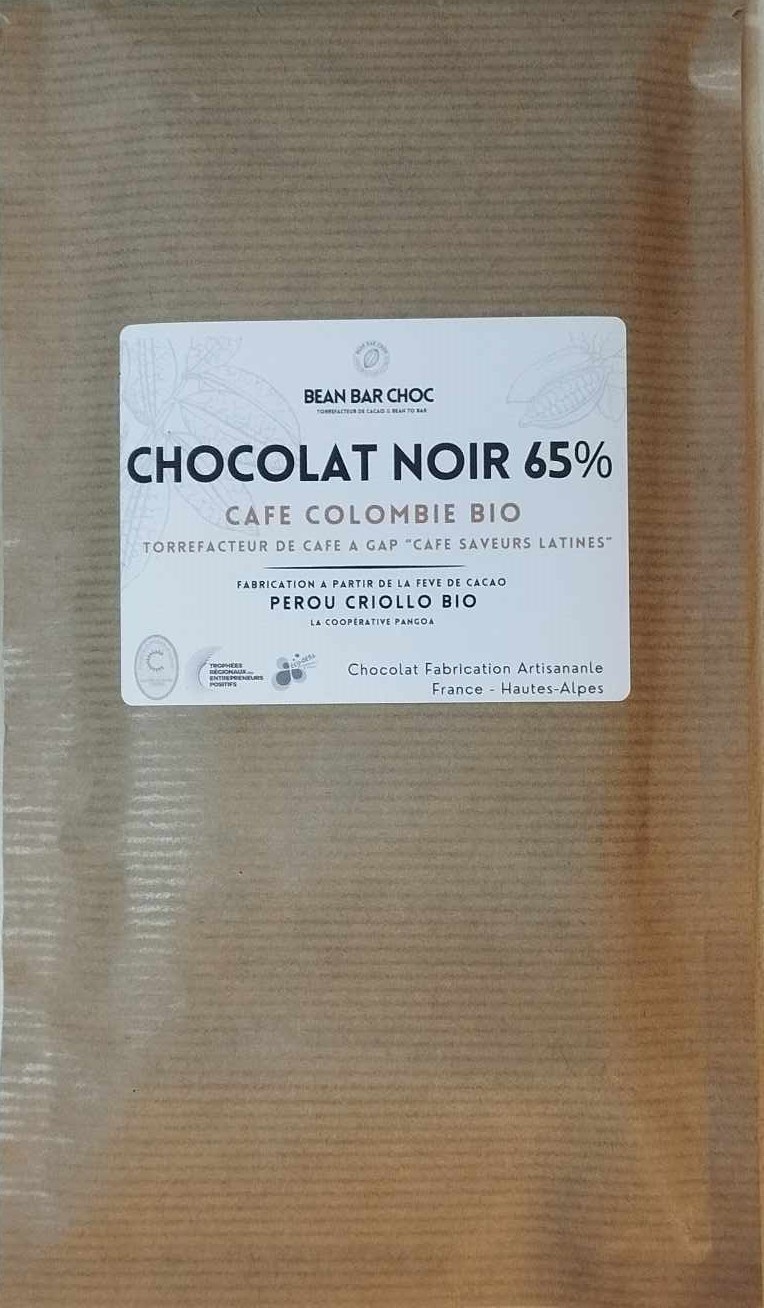 BEAN BAR CHOC
TORREFACTEUR DE CACAO & BEAN TO BAR
CHOCOLAT NOIR 65%
CAFE COLOMBIE BIO
TORREFACTEUR DE CAFE A GAP "CAFE SAVEURS LATINES"
FABRICATION A PARTIR DE LA FEVE DE CACAO
PEROU CRIOLLO BIO
LA COOPÉRATIVE PANGOA
TROPHÉES
RÉGIONAUX
ENTREPRENEURS
POSITIFS
Chocolat Fabrication Artisananle
France - Hautes-Alpes